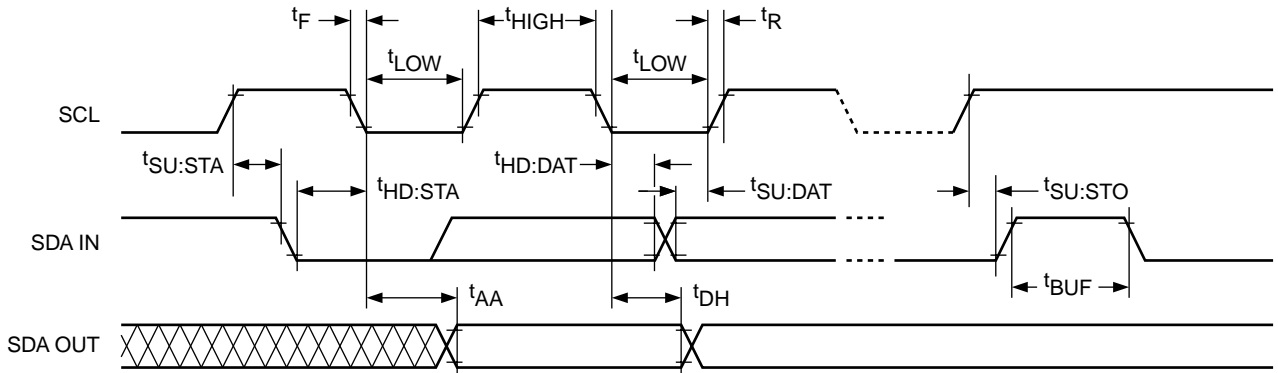 tF
tHIGH
tR
tLOW
tLOW
SCL
tSU:STA
tHD:DAT
tHD:STA
tSU:DAT
tSU:STO
SDA IN
tAA
tDH
tBUF
SDA OUT